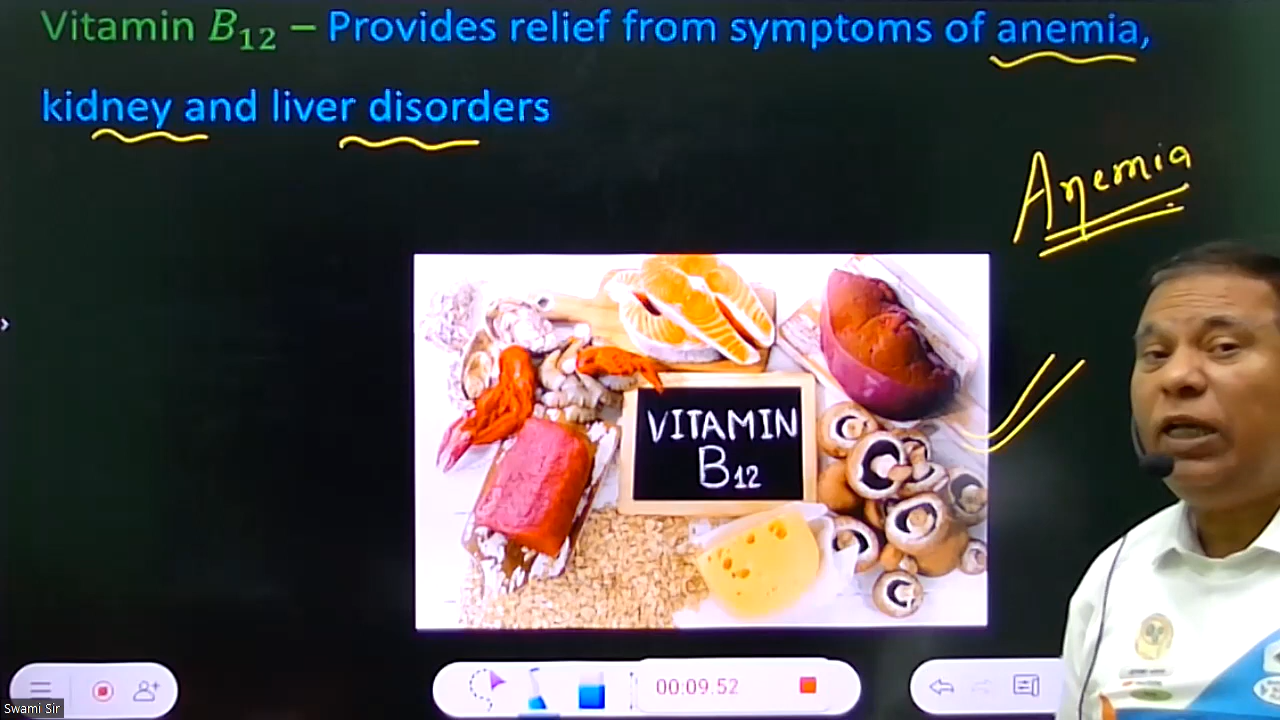 Vitamin B12 – Provides relief from symptoms of anemia,
kidney and liver disorders
Anemia
VITAMIN
B12
00:09.52
Swami Sir